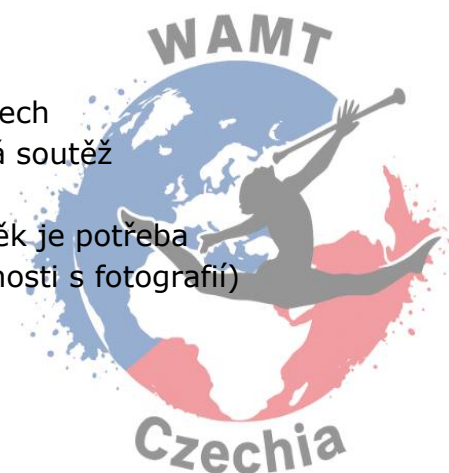 WAMT
ech
á soutěž
ěk je potřeba
nosti s fotografií)
Czechia